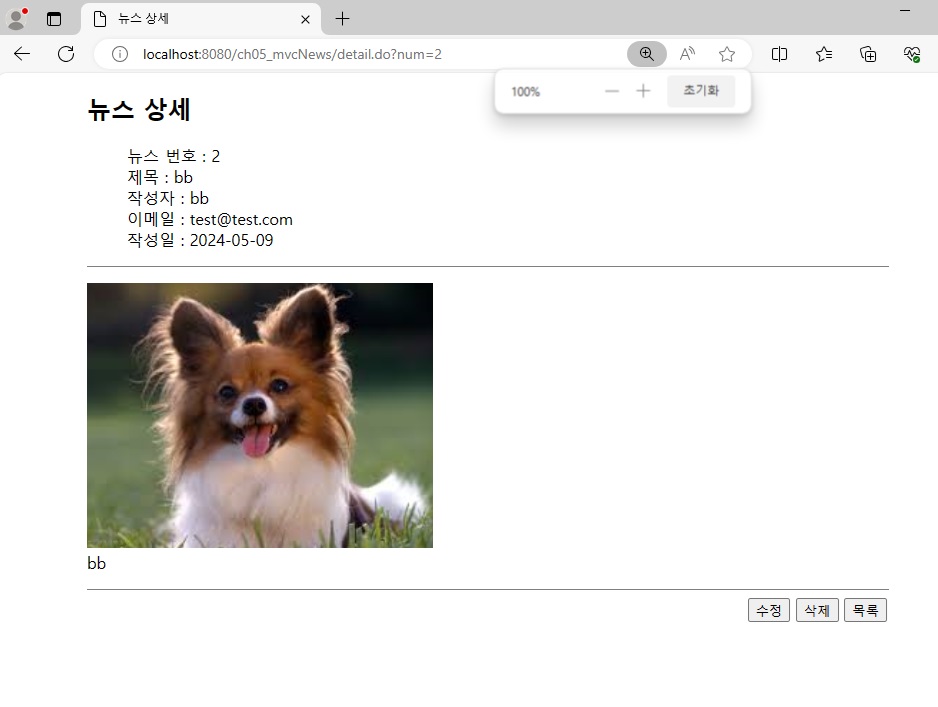 뉴스 상세
localhost:8080/ch05_mvcNews/detail.do?num=2
100%
초기화
뉴스 상세
뉴스 번호 : 2
제목 : bb
작성자 : bb
이메일 : test@test.com
작성일 : 2024-05-09
bb
수정 삭제 목록